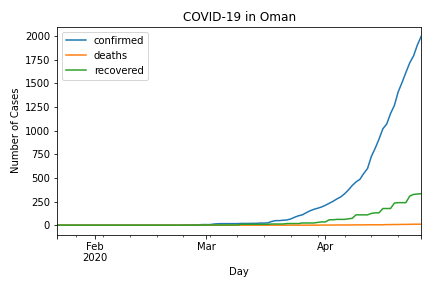 COVID-19 in Oman
confirmed
deaths
recovered
Number of Cases
2000
1750
1500
1250
1000
750
500
250
0
Feb
2020
Mar
Apr
Day